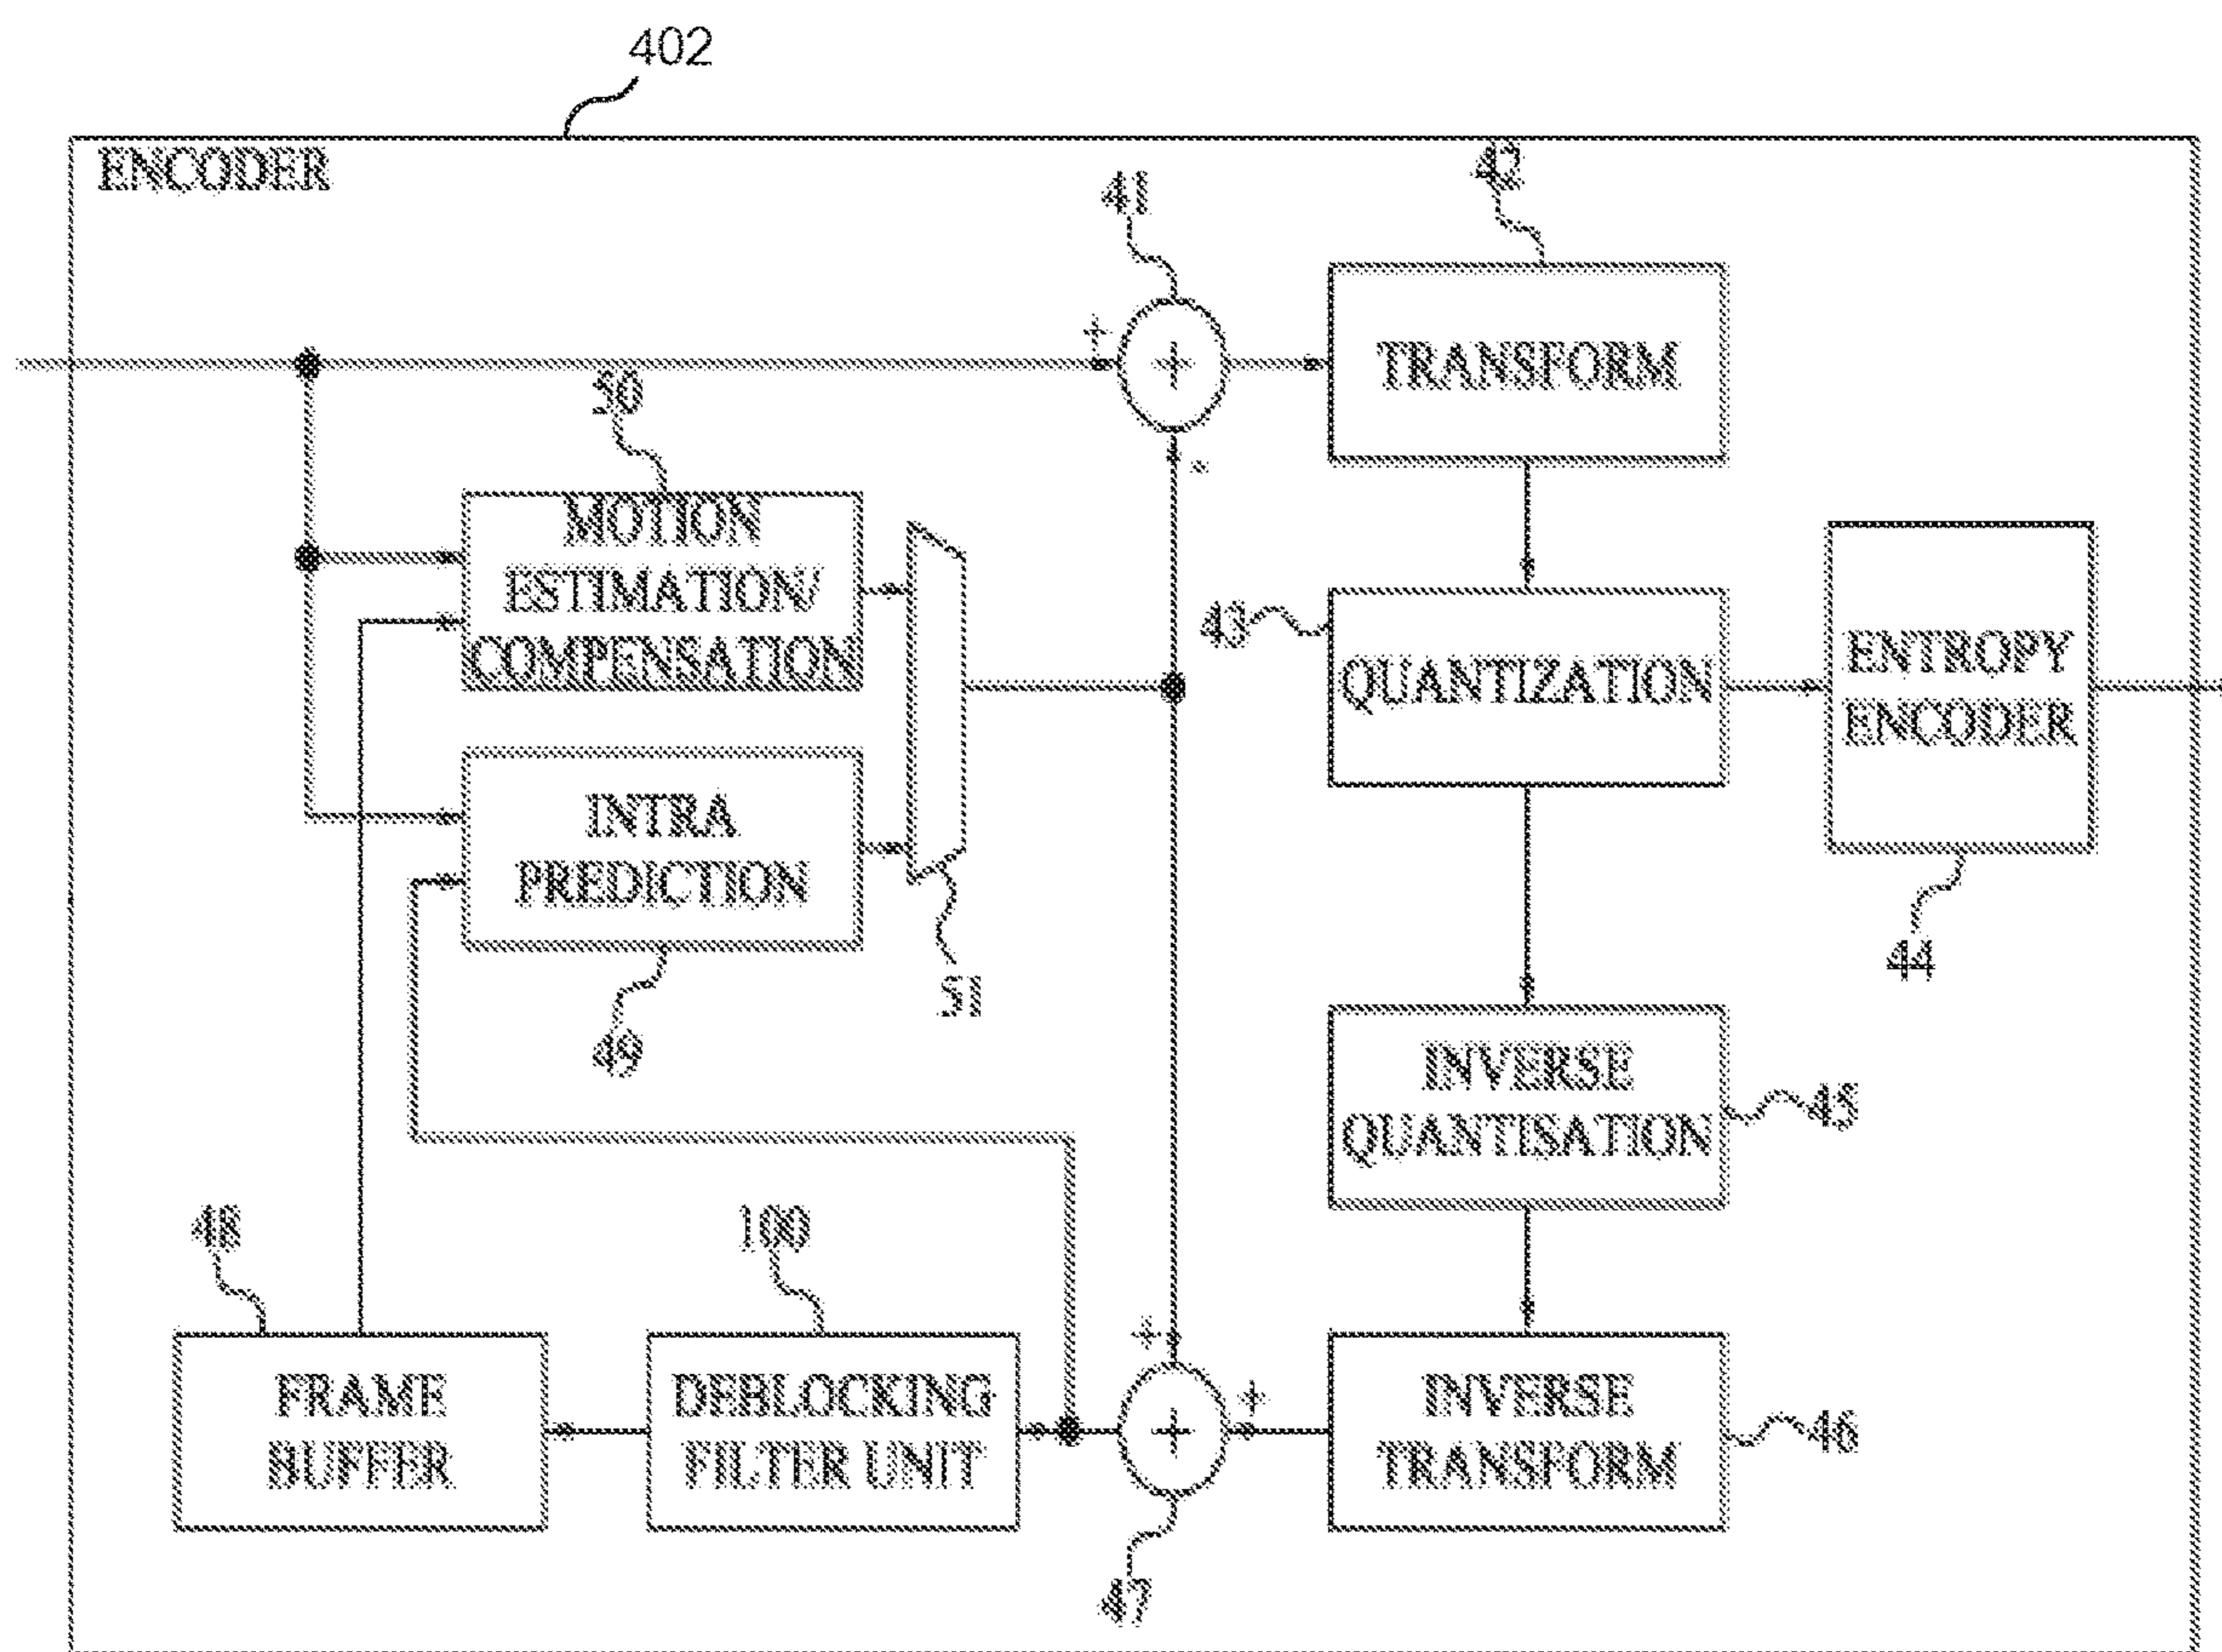 402
ENCODER
42
41
+
+
TRANSFORM
50
-
MOTION
ESTIMATION/
COMPENSATION
43
QUANTIZATION
ENTROPY
ENCODER
INTRA
PREDICTION
44
51
49
INVERSE
QUANTISATION
45
48
100
+
+
FRAME
BUFFER
DEBLOCKING
FILTER UNIT
+
INVERSE
TRANSFORM
46
47